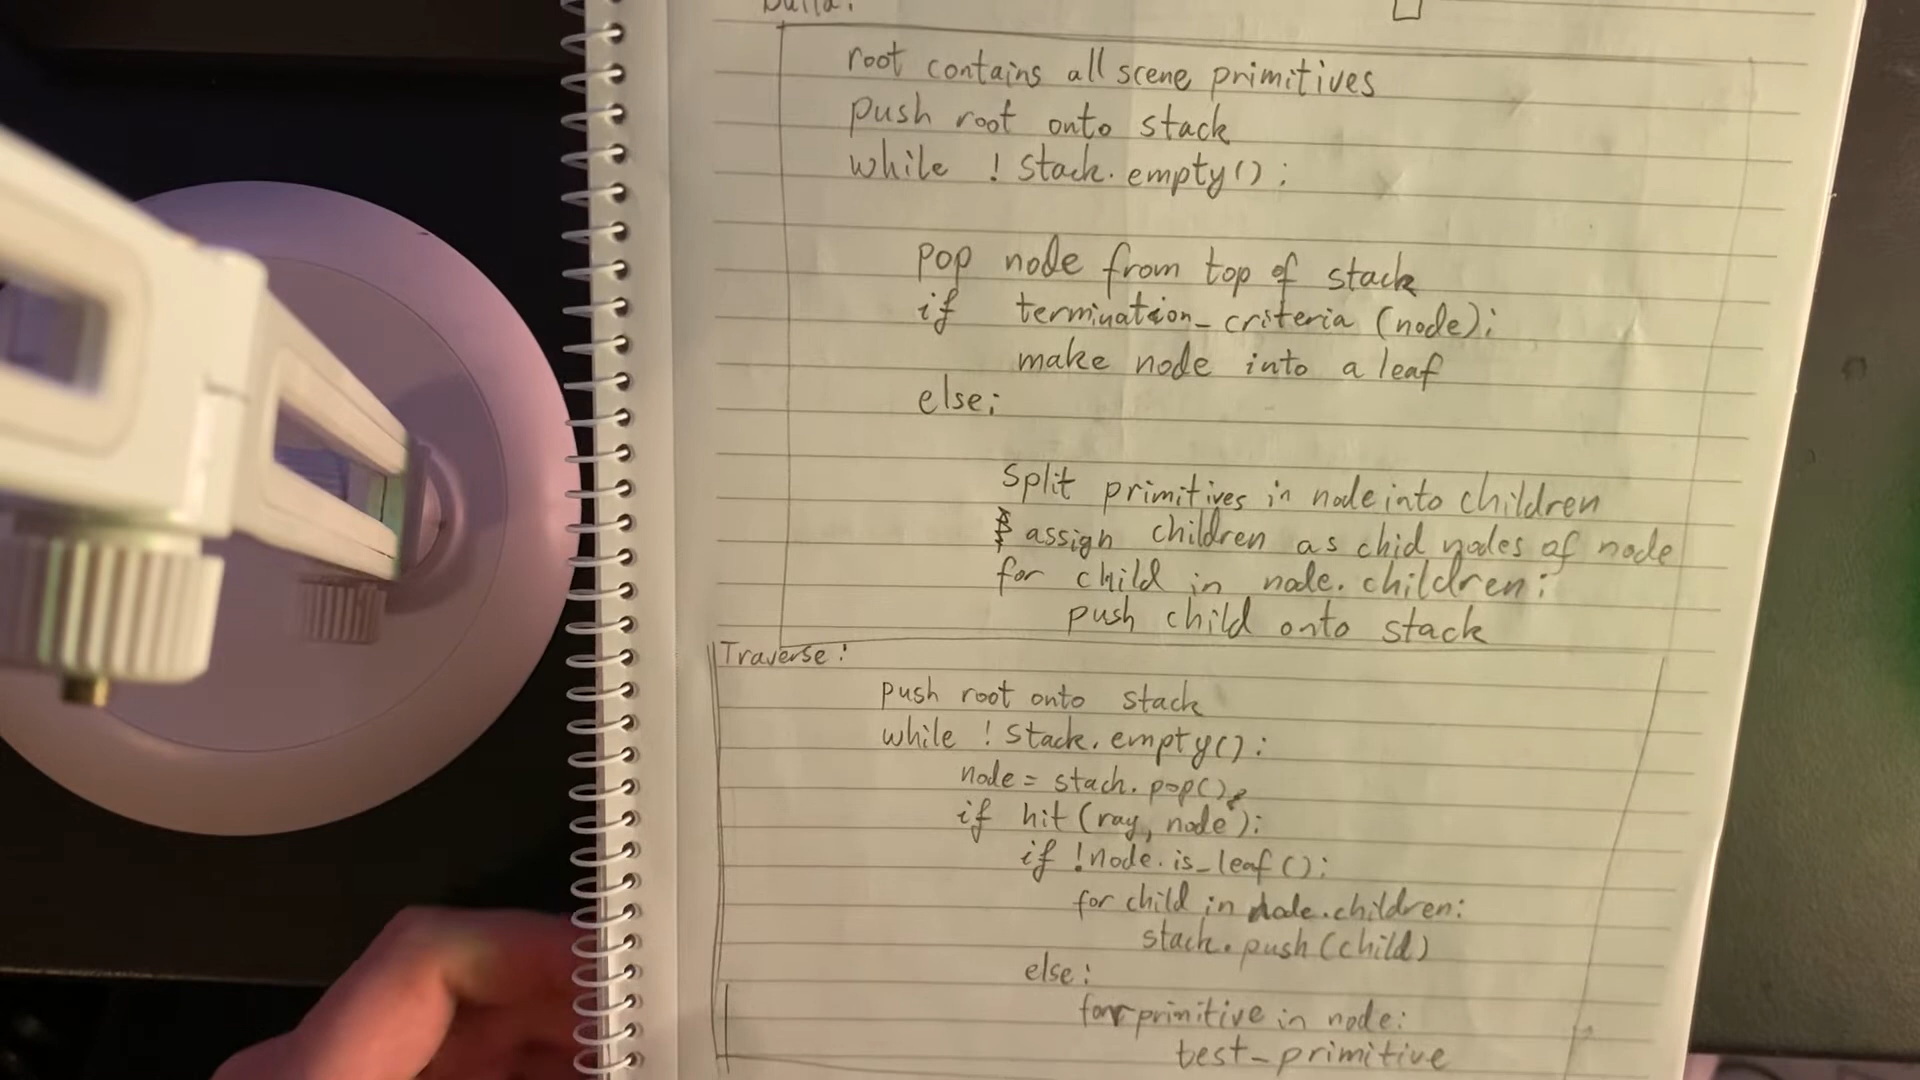 Build:
root contains all scene primitives
push root onto stack
while ! stack.empty():
pop node from top of stack
if termination_criteria (node):
make node into a leaf
else:
split primitives in node into children
assign children as chid nodes of node
for child in node.children:
push child onto stack
Traverse:
push root onto stack
while ! stack.empty():
node = stack.pop();
if hit (ray, node):
if !node.is_leaf():
for child in node.children:
stack.push(child)
else:
for primitive in node:
test_primitive